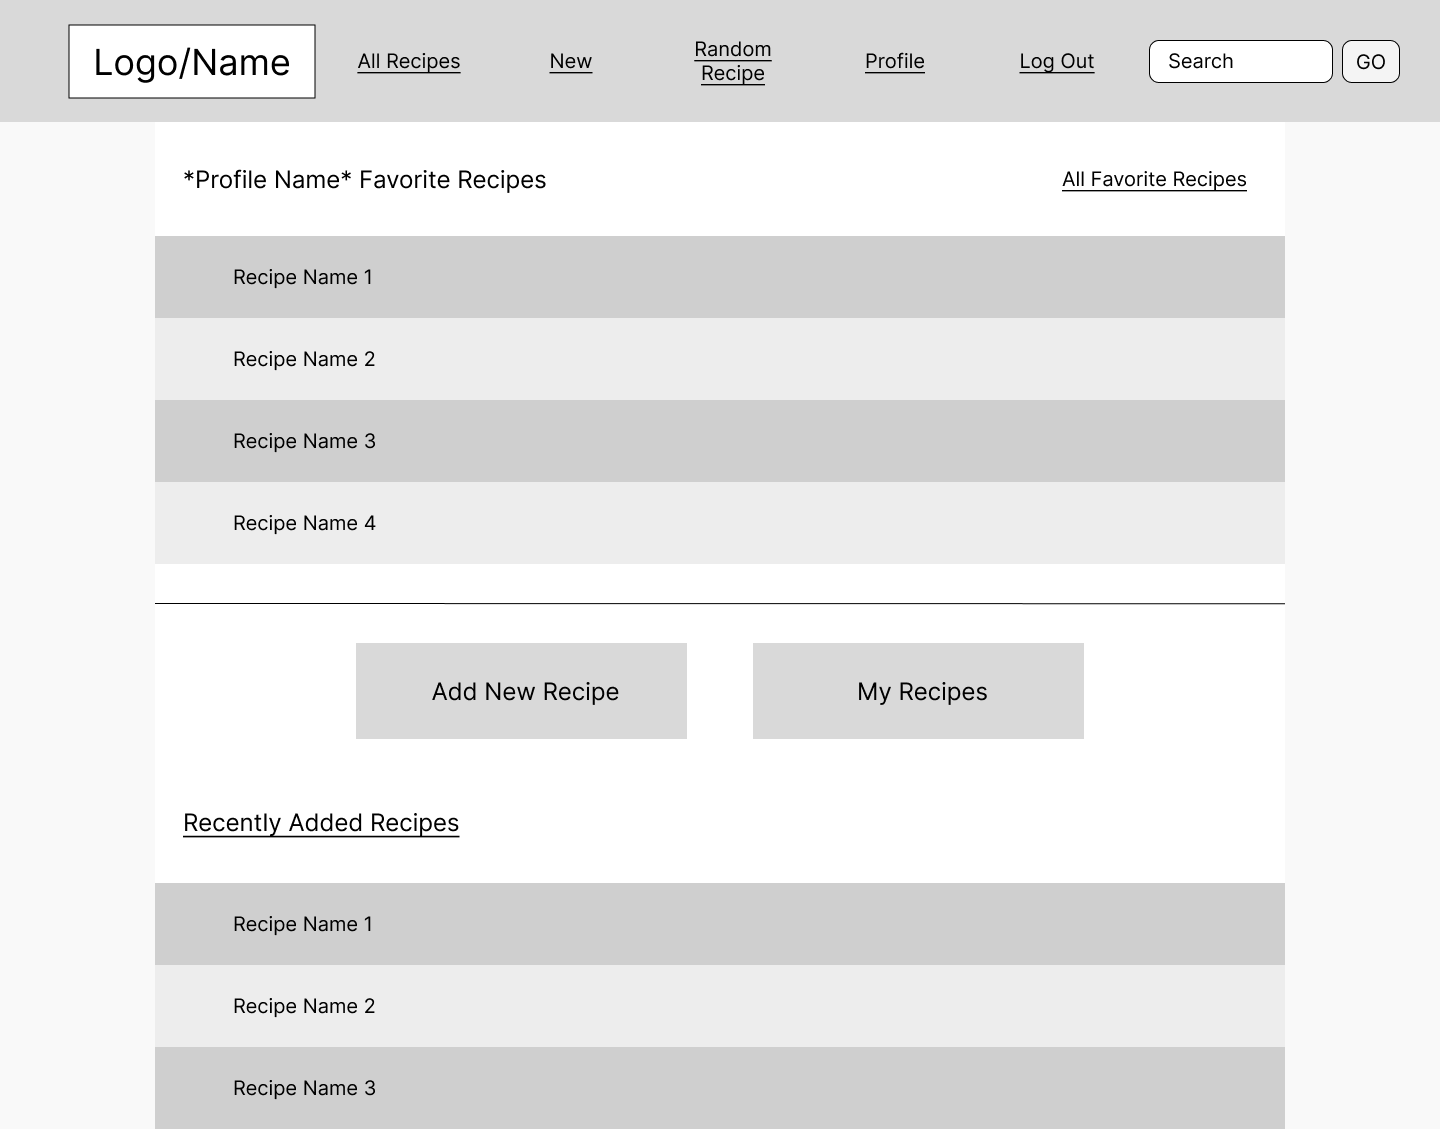 Logo/Name
All Recipes
New
Random
Recipe
Profile
Log Out
Search
GO
*Profile Name* Favorite Recipes
All Favorite Recipes
Recipe Name 1
Recipe Name 2
Recipe Name 3
Recipe Name 4
Add New Recipe
My Recipes
Recently Added Recipes
Recipe Name 1
Recipe Name 2
Recipe Name 3